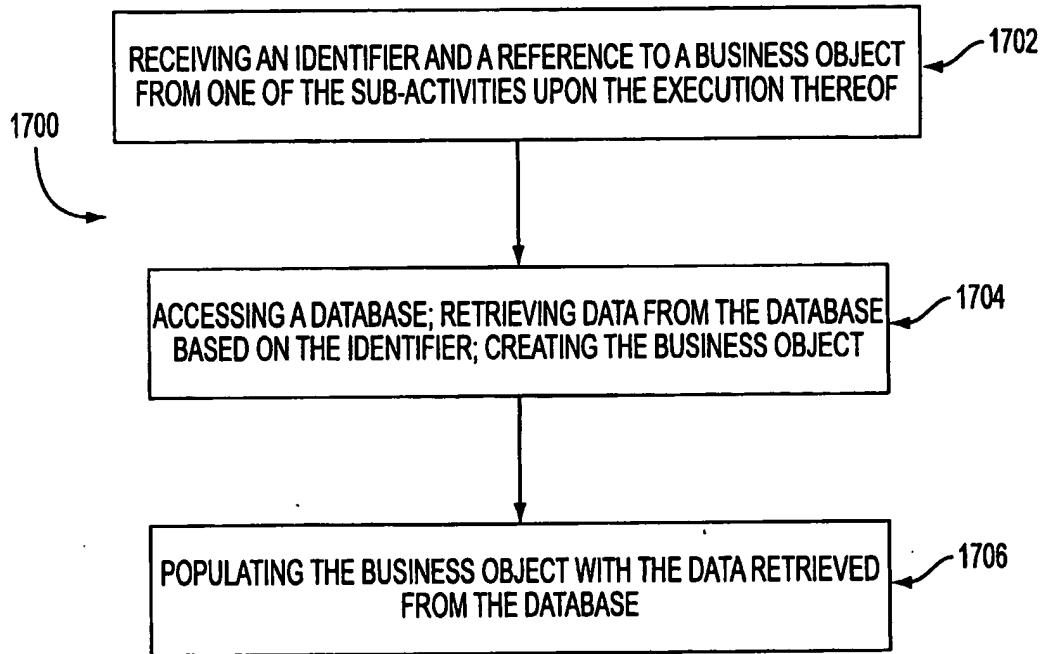 RECEIVING AN IDENTIFIER AND A REFERENCE TO A BUSINESS OBJECT
FROM ONE OF THE SUB-ACTIVITIES UPON THE EXECUTION THEREOF
1702
1700
ACCESSING A DATABASE; RETRIEVING DATA FROM THE DATABASE
BASED ON THE IDENTIFIER; CREATING THE BUSINESS OBJECT
1704
POPULATING THE BUSINESS OBJECT WITH THE DATA RETRIEVED
FROM THE DATABASE
1706